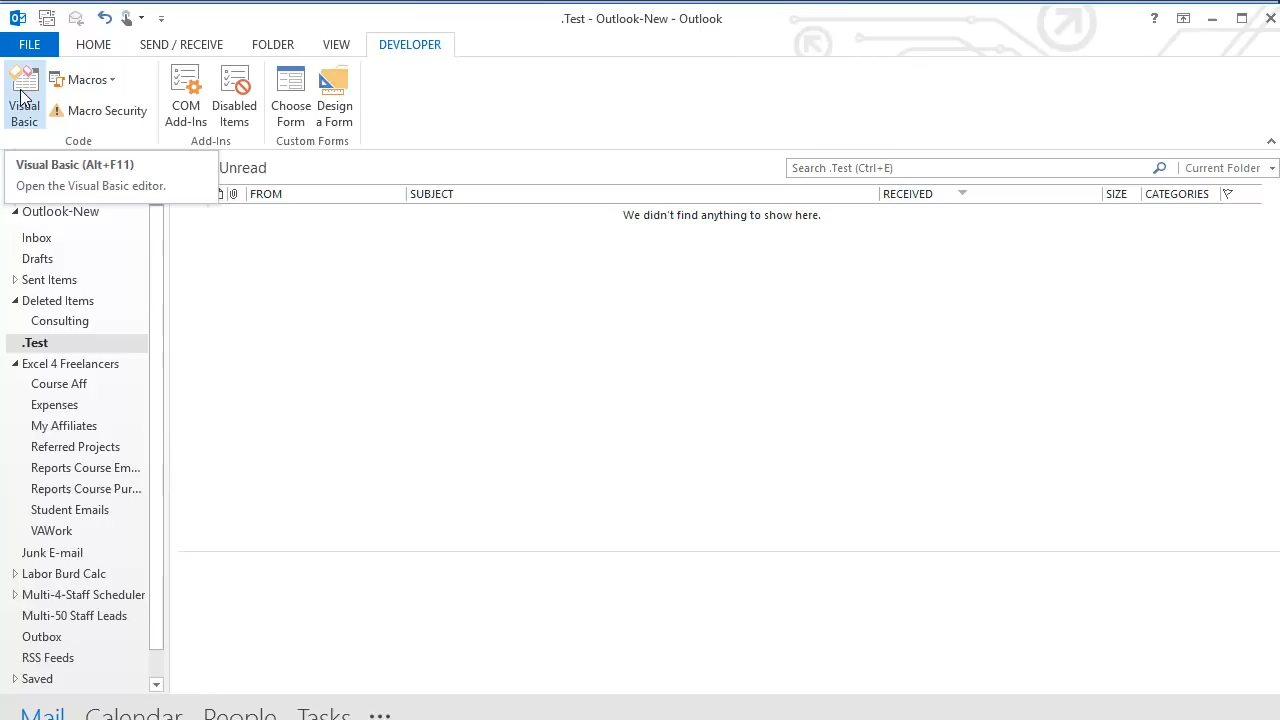 .Test - Outlook-New - Outlook
?
FILE HOME SEND / RECEIVE FOLDER VIEW DEVELOPER
Visual Basic
Macros
Macro Security
Code
COM Add-Ins
Disabled Items
Add-Ins
Choose Form
Design a Form
Custom Forms
Visual Basic (Alt+F11)
Open the Visual Basic editor.
Unread
Search .Test (Ctrl+E)
Current Folder
FROM SUBJECT RECEIVED SIZE CATEGORIES
We didn't find anything to show here.
Outlook-New
Inbox
Drafts
Sent Items
Deleted Items
Consulting
.Test
Excel 4 Freelancers
Course Aff
Expenses
My Affiliates
Referred Projects
Reports Course Em...
Reports Course Pur...
Student Emails
VAWork
Junk E-mail
Labor Burd Calc
Multi-4-Staff Scheduler
Multi-50 Staff Leads
Outbox
RSS Feeds
Saved
Mail Calendar People Tasks ...